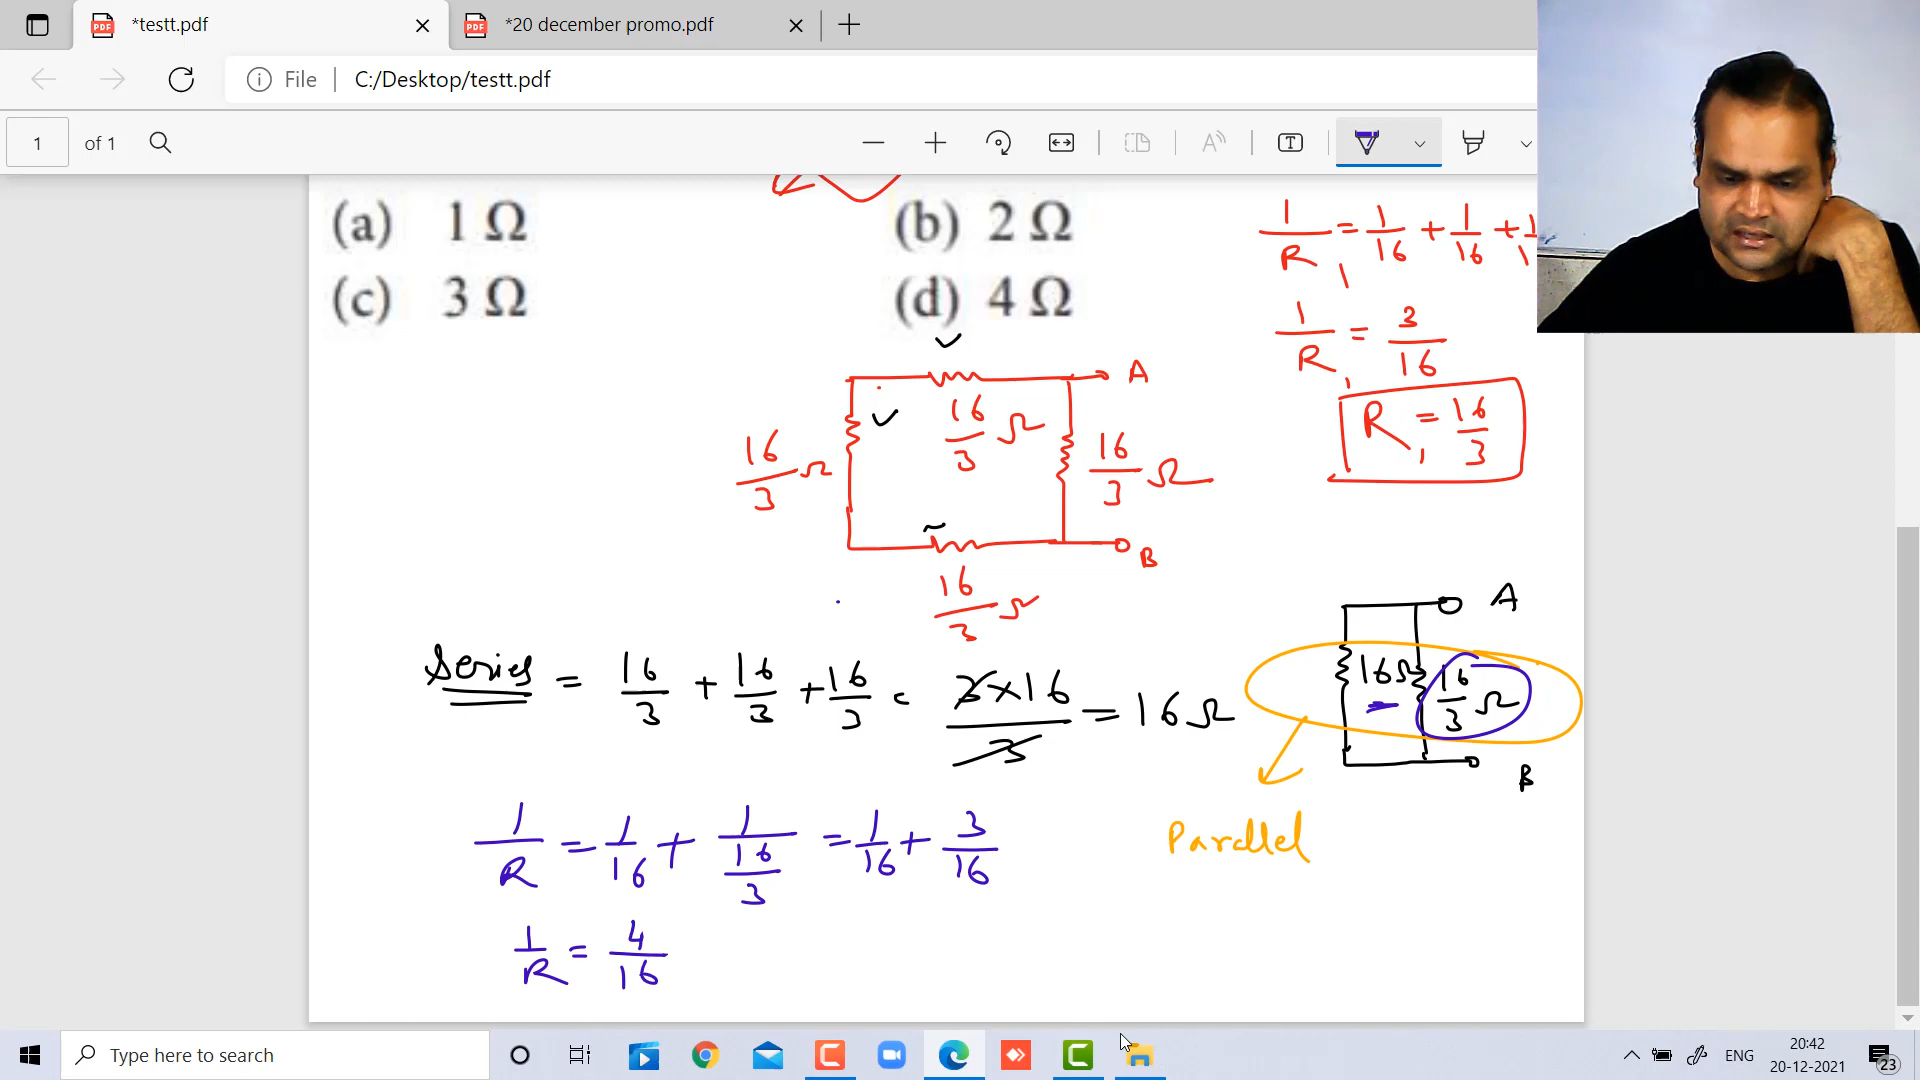 *testt.pdf
*20 december promo.pdf
File
C:/Desktop/testt.pdf
1 of 1
(a) 1 Ω
(b) 2 Ω
(c) 3 Ω
(d) 4 Ω
1/R₁ = 1/16 + 1/16 +
1/R₁ = 3/16
R₁ = 16/3
A
16/3 Ω
16/3 Ω
16/3 Ω
B
16/3 Ω
Series = 16/3 + 16/3 + 16/3 = 3×16/3 = 16Ω
A
16Ω
16/3 Ω
B
Parallel
1/R = 1/16 + 1/(16/3) = 1/16 + 3/16
1/R = 4/16
Type here to search
ENG
20:42
20-12-2021
23